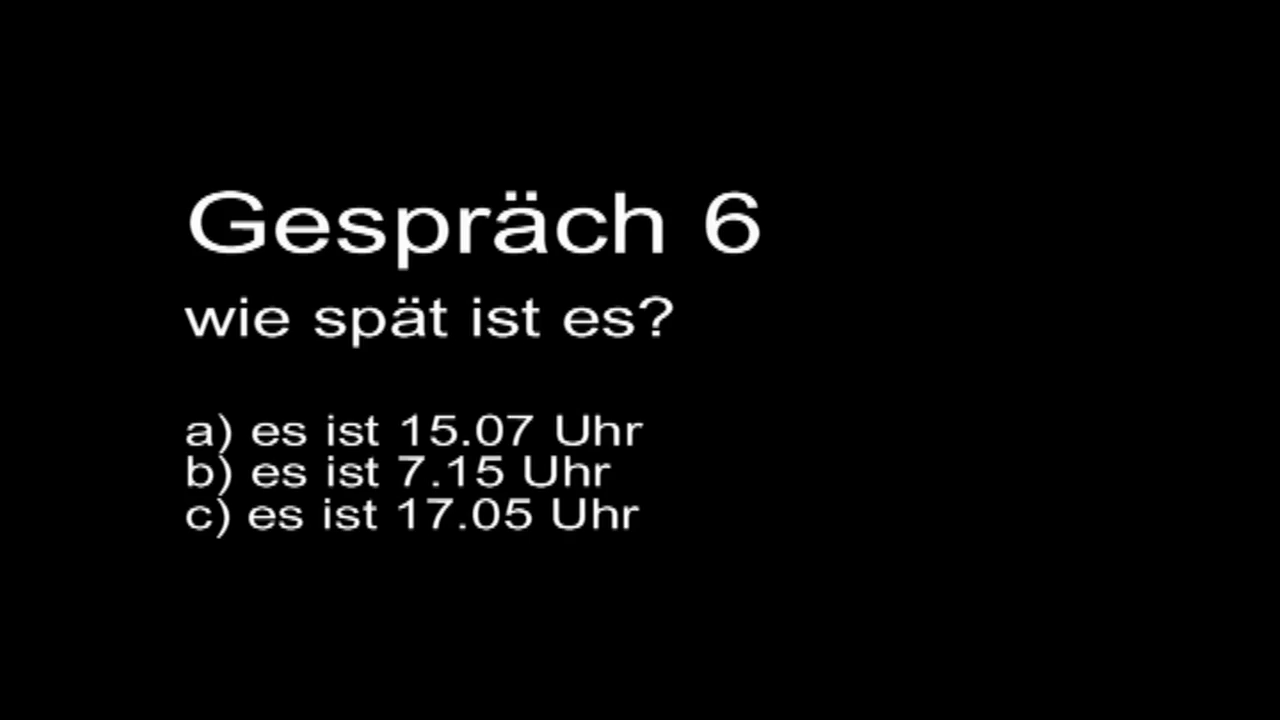 Gespräch 6
wie spät ist es?
a) es ist 15.07 Uhr
b) es ist 7.15 Uhr
c) es ist 17.05 Uhr